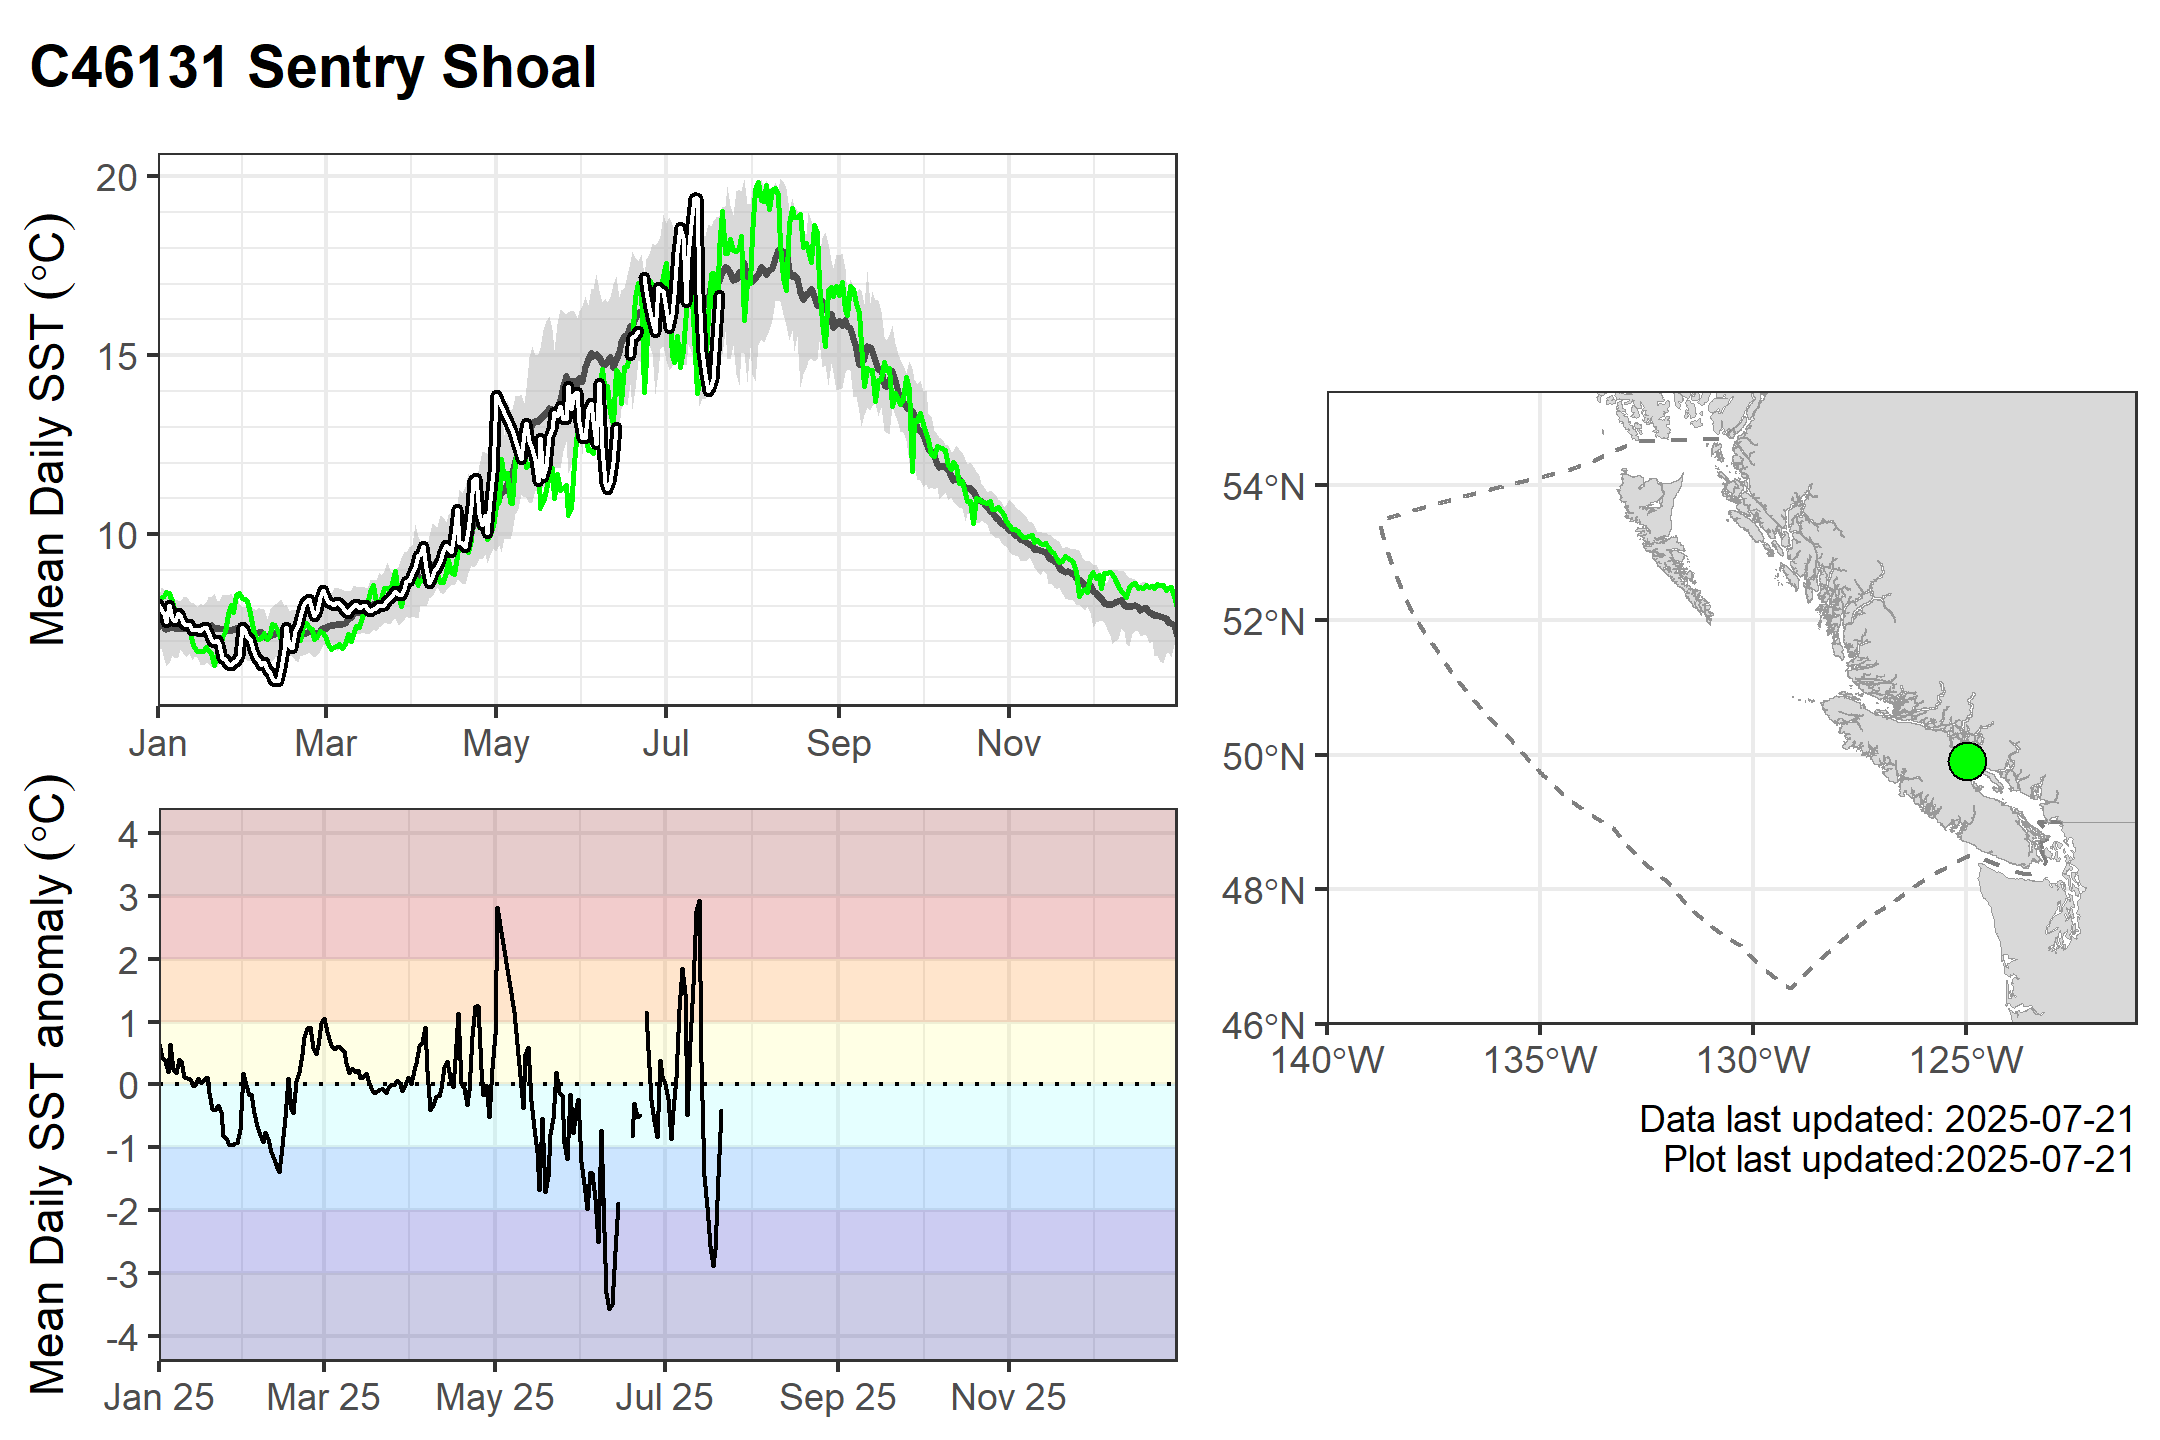 C46131 Sentry Shoal
Mean Daily SST (°C)
20
15
10
Jan Mar May Jul Sep Nov
Mean Daily SST anomaly (°C)
4
3
2
1
0
-1
-2
-3
-4
Jan 25 Mar 25 May 25 Jul 25 Sep 25 Nov 25
54°N
52°N
50°N
48°N
46°N
140°W 135°W 130°W 125°W
Data last updated: 2025-07-21
Plot last updated:2025-07-21